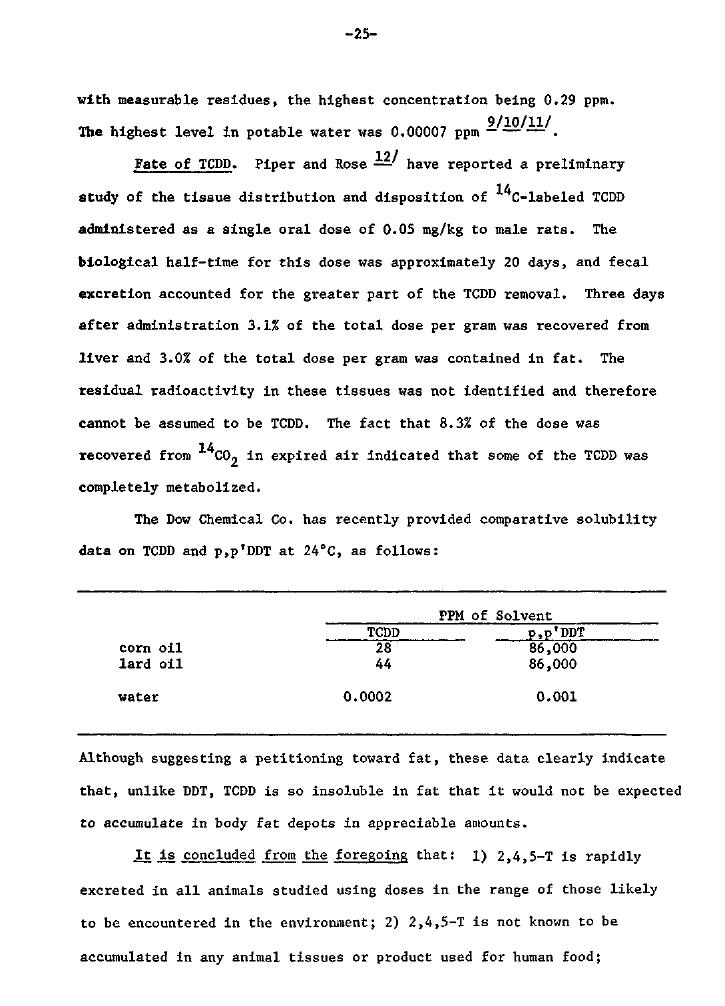 -25-
with measurable residues, the highest concentration being 0.29 ppm.
The highest level in potable water was 0.00007 ppm 9/10/11/.
Fate of TCDD. Piper and Rose 12/ have reported a preliminary
study of the tissue distribution and disposition of 14C-labeled TCDD
administered as a single oral dose of 0.05 mg/kg to male rats. The
biological half-time for this dose was approximately 20 days, and fecal
excretion accounted for the greater part of the TCDD removal. Three days
after administration 3.1% of the total dose per gram was recovered from
liver and 3.0% of the total dose per gram was contained in fat. The
residual radioactivity in these tissues was not identified and therefore
cannot be assumed to be TCDD. The fact that 8.3% of the dose was
recovered from 14CO2 in expired air indicated that some of the TCDD was
completely metabolized.
The Dow Chemical Co. has recently provided comparative solubility
data on TCDD and p,p'DDT at 24°C, as follows:
PPM of Solvent
TCDD p,p'DDT
corn oil 28 86,000
lard oil 44 86,000
water 0.0002 0.001
Although suggesting a petitioning toward fat, these data clearly indicate
that, unlike DDT, TCDD is so insoluble in fat that it would not be expected
to accumulate in body fat depots in appreciable amounts.
It is concluded from the foregoing that: 1) 2,4,5-T is rapidly
excreted in all animals studied using doses in the range of those likely
to be encountered in the environment; 2) 2,4,5-T is not known to be
accumulated in any animal tissues or product used for human food;